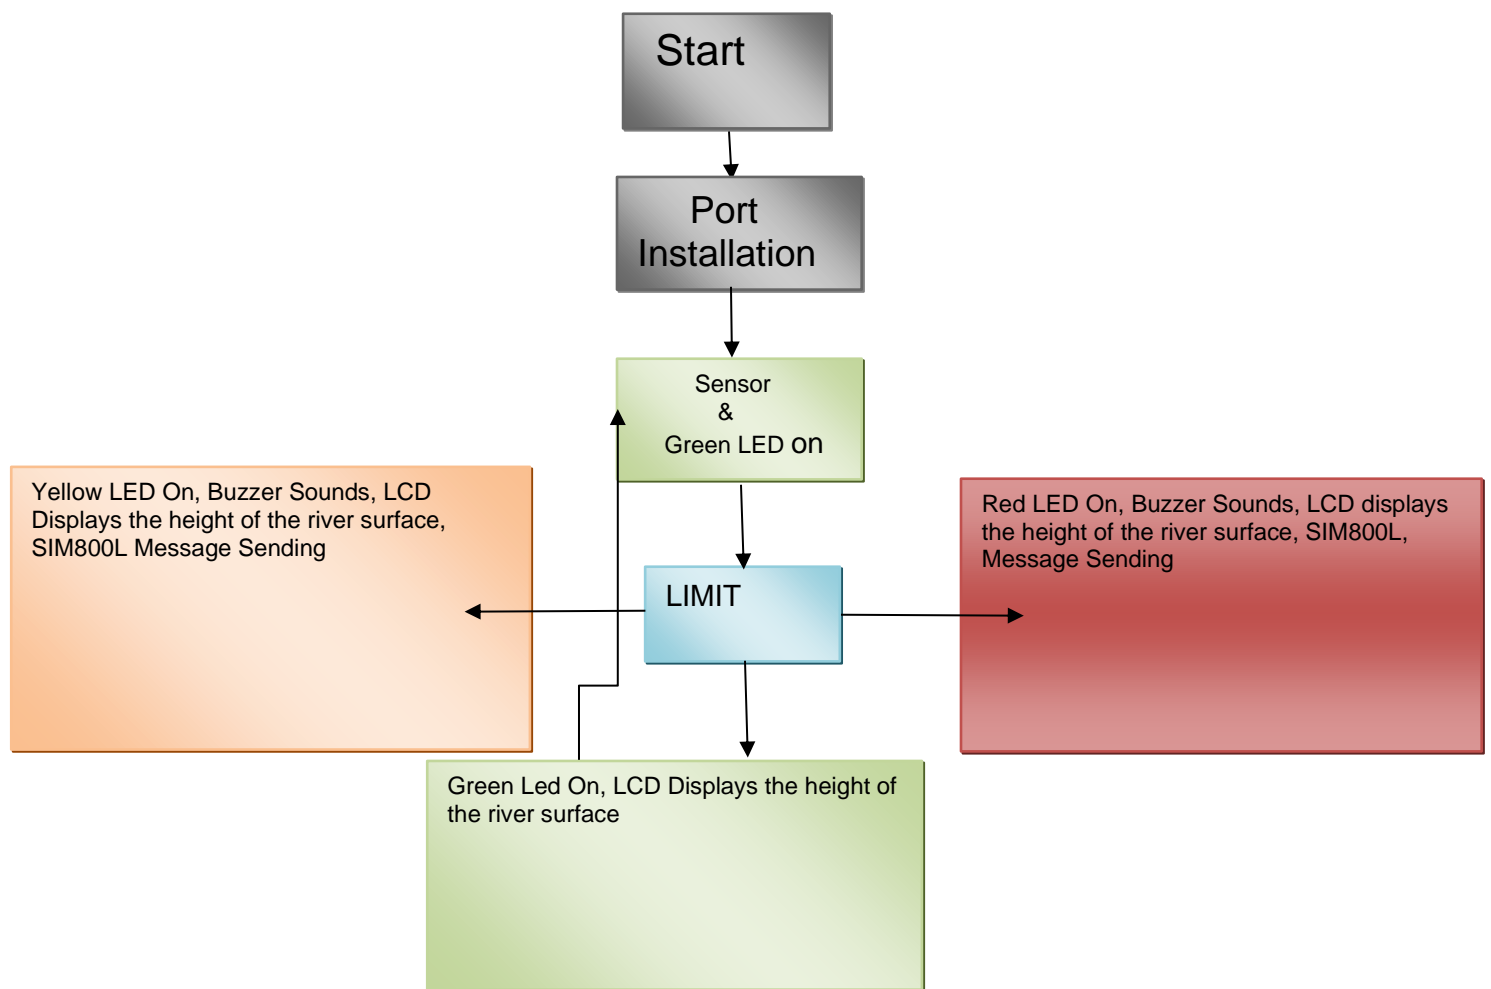 Start
Port
Installation
Sensor
&
Green LED on
Yellow LED On, Buzzer Sounds, LCD
Displays the height of the river surface,
SIM800L Message Sending
Red LED On, Buzzer Sounds, LCD displays
the height of the river surface, SIM800L,
Message Sending
LIMIT
Green Led On, LCD Displays the height of
the river surface